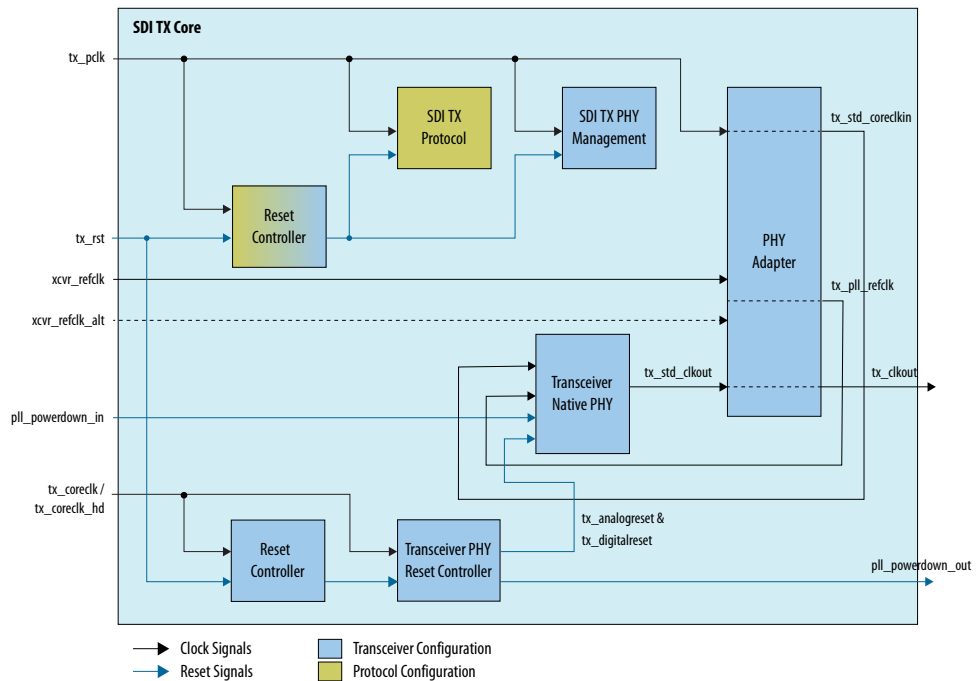 SDI TX Core
tx_pclk
SDI TX
Protocol
SDI TX PHY
Management
tx_std_coreclkin
Reset
Controller
tx_rst
PHY
Adapter
xcvr_refclk
tx_pll_refclk
xcvr_refclk_alt
Transceiver
Native PHY
tx_std_clkout
tx_clkout
pll_powerdown_in
tx_coreclk /
tx_coreclk_hd
tx_analogreset &
tx_digitalreset
Reset
Controller
Transceiver PHY
Reset Controller
pll_powerdown_out
Clock Signals
Transceiver Configuration
Reset Signals
Protocol Configuration